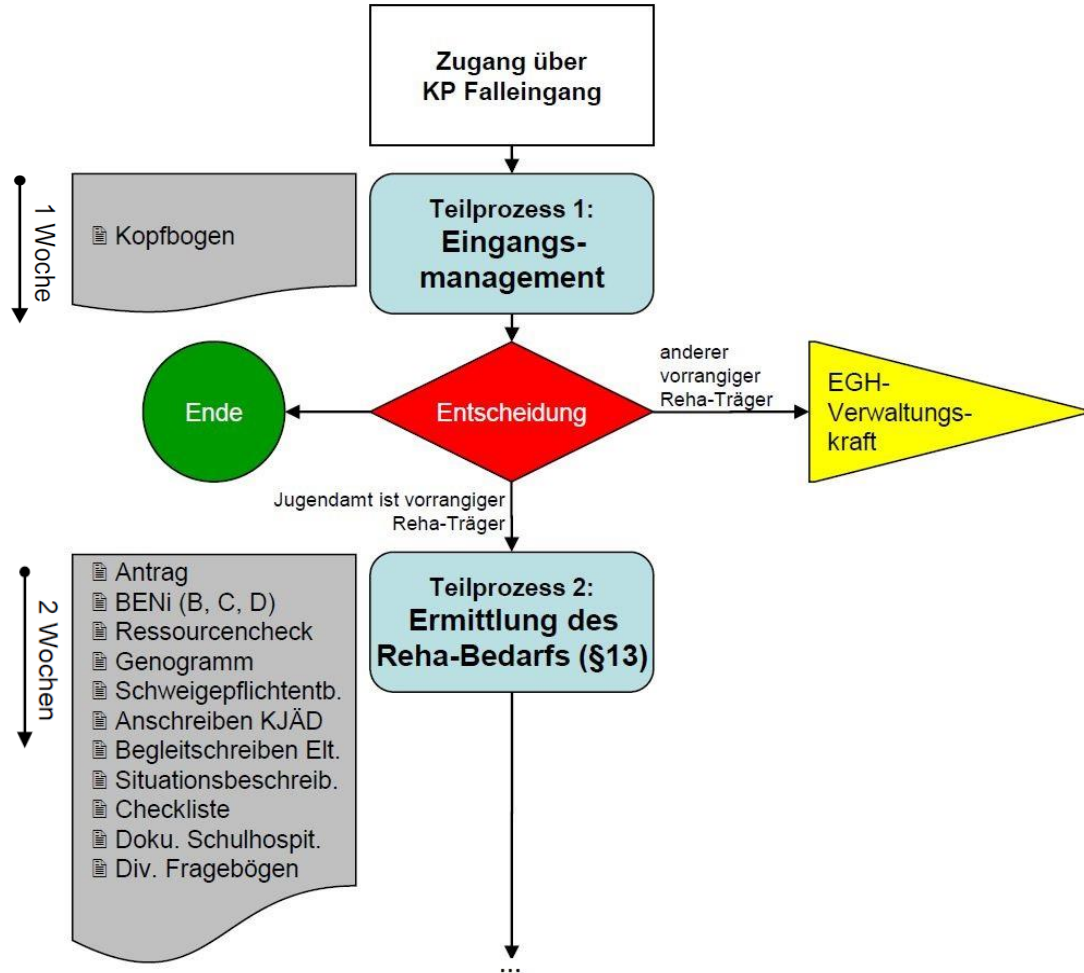 Zugang über
KP Falleingang
1 Woche
Kopfbogen
Teilprozess 1:
Eingangs-
management
Ende
Entscheidung
anderer
vorrangiger
Reha-Träger
EGH-
Verwaltungs-
kraft
Jugendamt ist vorrangiger
Reha-Träger
2 Wochen
Antrag
BENi (B, C, D)
Ressourcencheck
Genogramm
Schweigepflichtentb.
Anschreiben KJÄD
Begleitschreiben Elt.
Situationsbeschreib.
Checkliste
Doku. Schulhospit.
Div. Fragebögen
Teilprozess 2:
Ermittlung des
Reha-Bedarfs (§13)
...